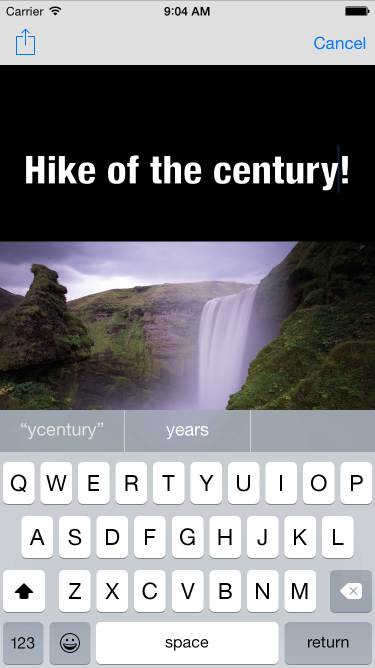 Carrier 9:04 AM
Cancel
Hike of the century!
“ycentury” years
Q W E R T Y U I O P
A S D F G H J K L
Z X C V B N M
123 space return